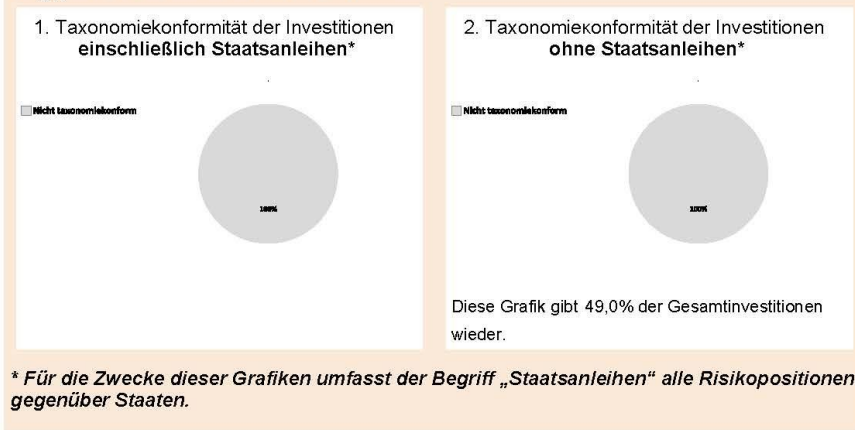 1. Taxonomiekonformität der Investitionen
einschließlich Staatsanleihen*
Nicht taxonomiekonform
100%
2. Taxonomieкonformität der Investitionen
ohne Staatsanleihen*
Nicht taxonomiekonform
100%
Diese Grafik gibt 49,0% der Gesamtinvestitionen
wieder.
* Für die Zwecke dieser Grafiken umfasst der Begriff „Staatsanleihen“ alle Risikopositionen
gegenüber Staaten.